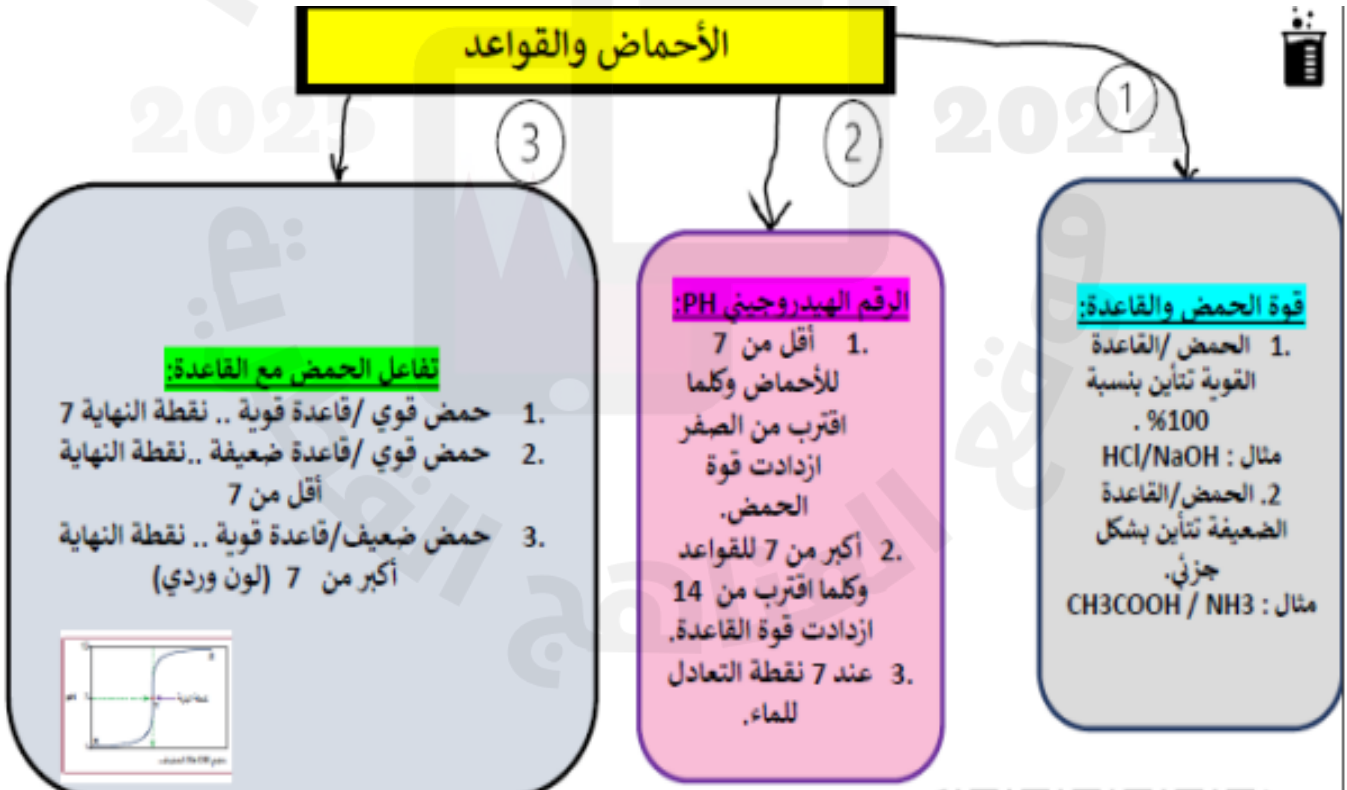 الأحماض والقواعد
2025
2024
1
2
3
قوة الحمض والقاعدة:
1. الحمض /القاعدة
القوية تتأين بنسبة
100% .
مثال : HCl/NaOH
2. الحمض/القاعدة
الضعيفة تتأين بشكل
جزئي.
مثال : CH3COOH / NH3
الرقم الهيدروجيني PH:
1. أقل من 7
للأحماض وكلما
اقترب من الصفر
ازدادت قوة
الحمض.
2. أكبر من 7 للقواعد
وكلما اقترب من 14
ازدادت قوة القاعدة.
3. عند 7 نقطة التعادل
للماء.
تفاعل الحمض مع القاعدة:
1. حمض قوي /قاعدة قوية .. نقطة النهاية 7
2. حمض قوي /قاعدة ضعيفة ..نقطة النهاية
أقل من 7
3. حمض ضعيف/قاعدة قوية .. نقطة النهاية
أكبر من 7 (لون وردي)
pH